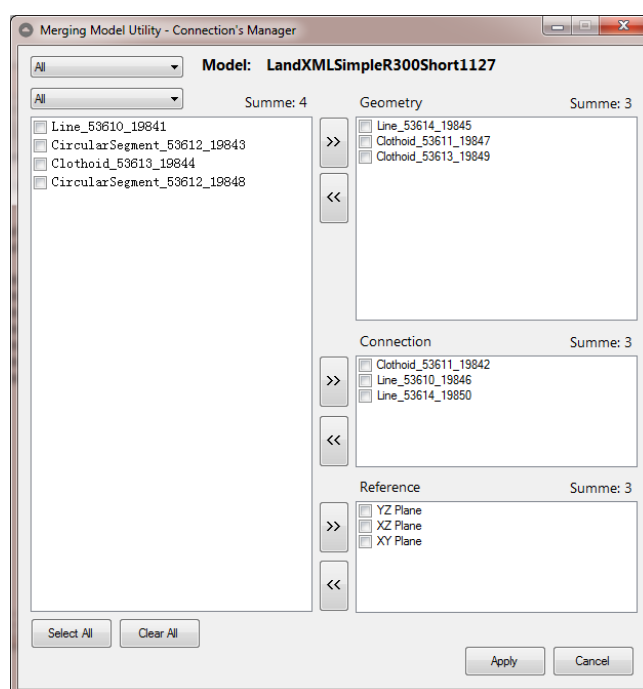 Merging Model Utility - Connection's Manager
All
Model: LandXMLSimpleR300Short1127
All
Summe: 4
Line_53610_19841
CircularSegment_53612_19843
Clothoid_53613_19844
CircularSegment_53612_19848
>>
<<
Geometry
Summe: 3
Line_53614_19845
Clothoid_53611_19847
Clothoid_53613_19849
Connection
Summe: 3
>>
<<
Clothoid_53611_19842
Line_53610_19846
Line_53614_19850
Reference
Summe: 3
>>
<<
YZ Plane
XZ Plane
XY Plane
Select All
Clear All
Apply
Cancel